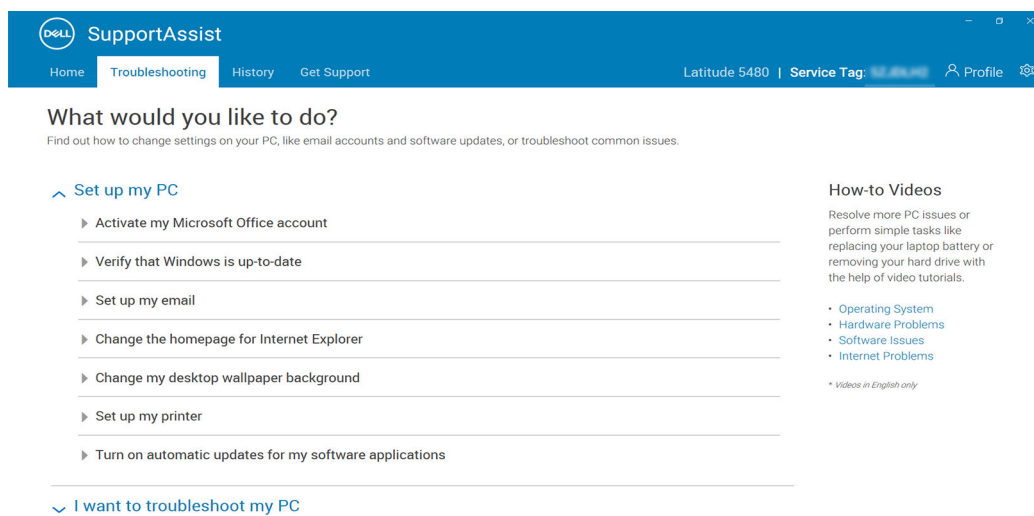 DELL SupportAssist
Home Troubleshooting History Get Support Latitude 5480 | Service Tag: Profile
What would you like to do?
Find out how to change settings on your PC, like email accounts and software updates, or troubleshoot common issues.
Set up my PC
Activate my Microsoft Office account
Verify that Windows is up-to-date
Set up my email
Change the homepage for Internet Explorer
Change my desktop wallpaper background
Set up my printer
Turn on automatic updates for my software applications
I want to troubleshoot my PC
How-to Videos
Resolve more PC issues or
perform simple tasks like
replacing your laptop battery or
removing your hard drive with
the help of video tutorials.
• Operating System
• Hardware Problems
• Software Issues
• Internet Problems
* Videos in English only